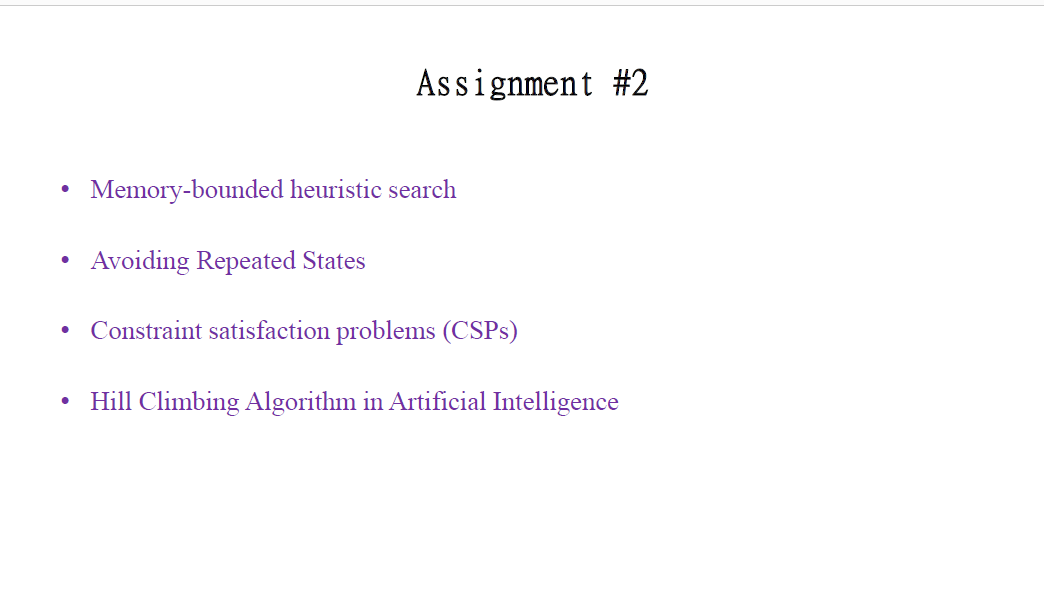 Assignment #2
• Memory-bounded heuristic search
• Avoiding Repeated States
• Constraint satisfaction problems (CSPs)
• Hill Climbing Algorithm in Artificial Intelligence